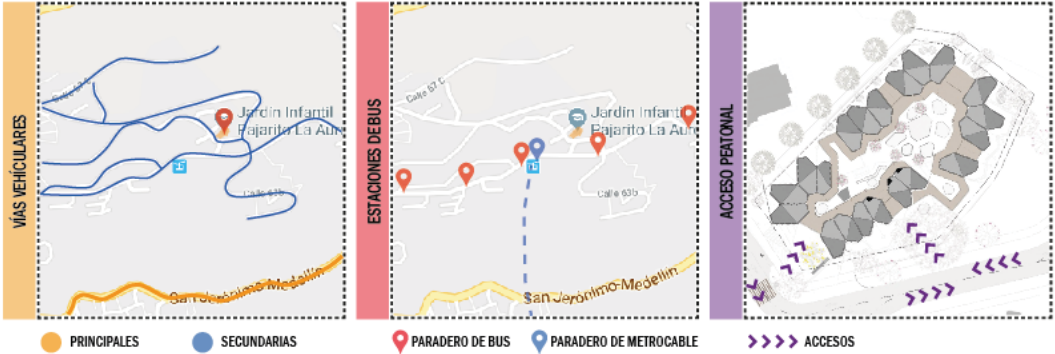 VÍAS VEHÍCULARES
Calle 57 C
Jardín Infantil
Pajarito La Aur
Calle 63b
San Jerónimo-Medellín
ESTACIONES DE BUS
Calle 57 C
Jardín Infantil
Pajarito La Aur
Calle 63b
San Jerónimo-Medellín
ACCESO PEATONAL
PRINCIPALES
SECUNDARIAS
PARADERO DE BUS
PARADERO DE METROCABLE
ACCESOS